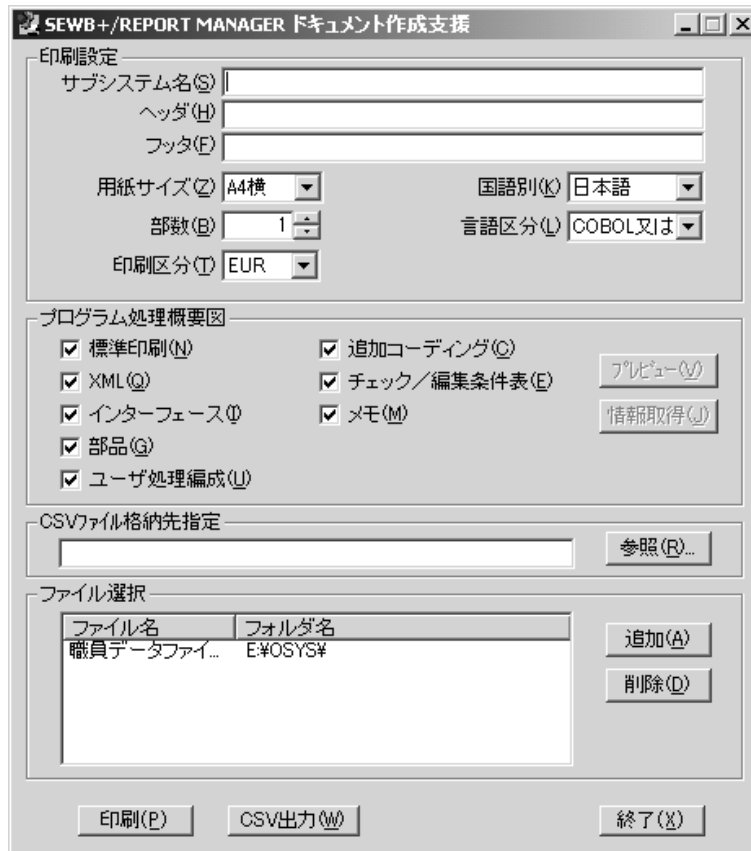 SEWB+/REPORT MANAGER ドキュメント作成支援
印刷設定
サブシステム名(S)
ヘッダ(H)
フッタ(F)
用紙サイズ(Z) A4横 国語別(K) 日本語
部数(B) 1 言語区分(L) COBOL又は
印刷区分(T) EUR
プログラム処理概要図
標準印刷(N) 追加コーディング(C)
XML(Q) チェック/編集条件表(E) プレビュー(V)
インターフェース(I) メモ(M) 情報取得(J)
部品(G)
ユーザ処理編成(U)
CSVファイル格納先指定
参照(R)...
ファイル選択
ファイル名 フォルダ名
職員データファイ... E:¥OSYS¥
追加(A)
削除(D)
印刷(P) CSV出力(W) 終了(X)